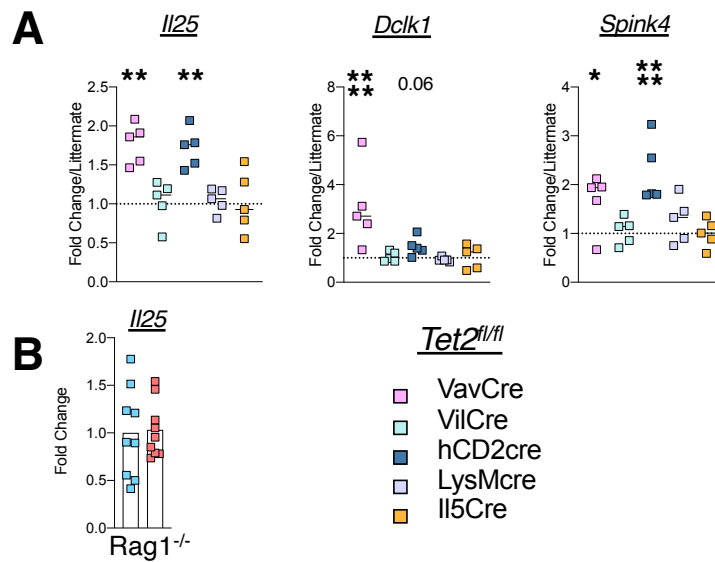 A
Il25
Dclk1
Spink4
** ** ** ** 0.06 * ** **
Fold Change/Littermate
2.5
2.0
1.5
1.0
0.5
0.0
Fold Change/Littermate
8
6
4
2
0
Fold Change/Littermate
4
3
2
1
0
B
Il25
Fold Change
2.0
1.5
1.0
0.5
0.0
Rag1-/-
Tet2fl/fl
VavCre
VilCre
hCD2cre
LysMcre
Il5Cre